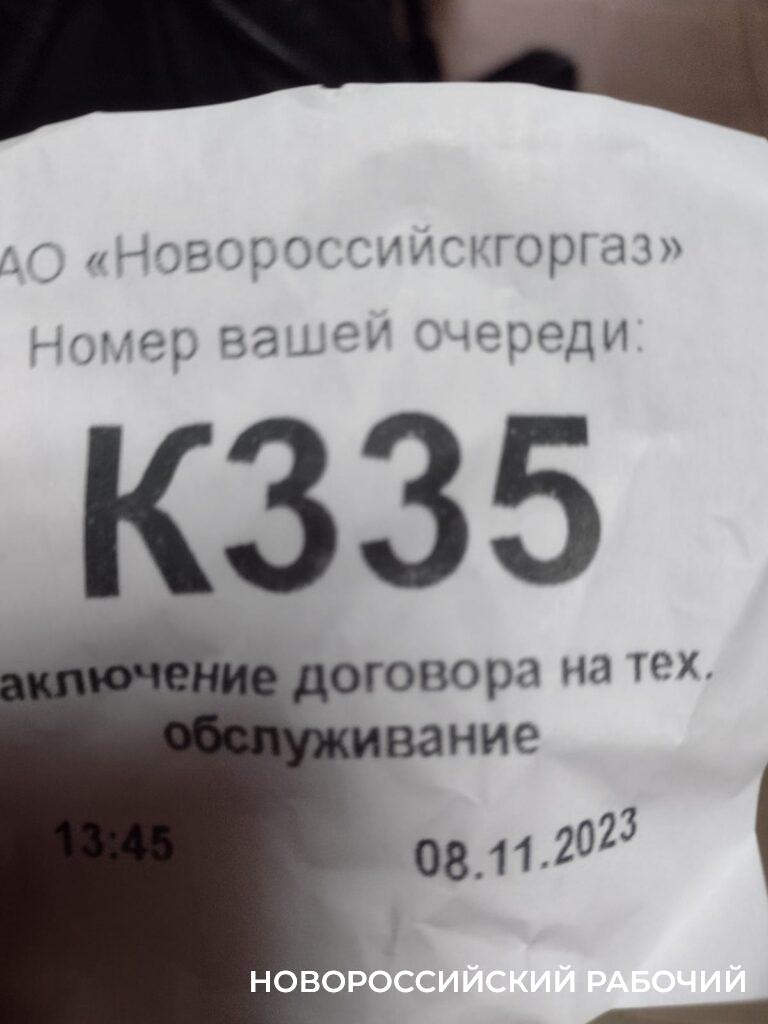 АО «Новороссийскгоргаз»
Номер вашей очереди:
К335
аключение договора на тех.
обслуживание
13:45 08.11.2023
НОВОРОССИЙСКИЙ РАБОЧИЙ